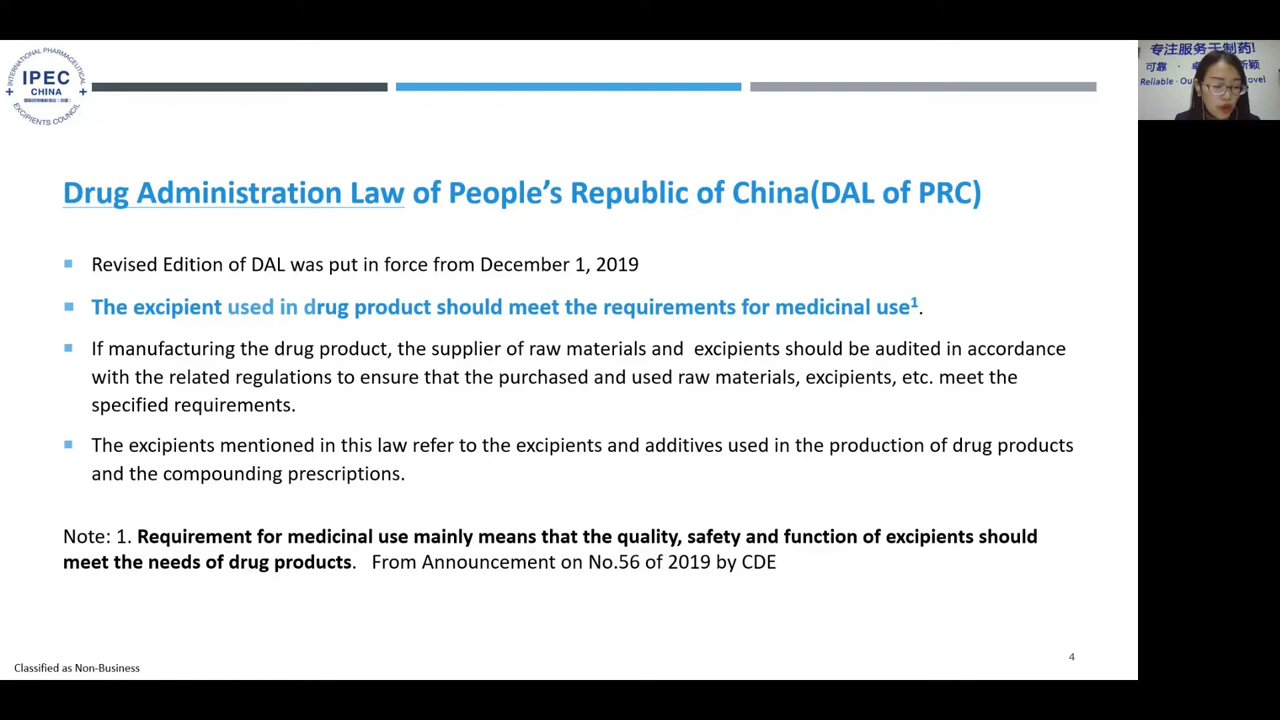 INTERNATIONAL PHARMACEUTICAL
IPEC
CHINA
EXCIPIENTS COUNCIL
专注服务于制药!
可靠 ·
新颖
Reliable · Ou
ovel
Drug Administration Law of People’s Republic of China(DAL of PRC)
Revised Edition of DAL was put in force from December 1, 2019
The excipient used in drug product should meet the requirements for medicinal use¹.
If manufacturing the drug product, the supplier of raw materials and excipients should be audited in accordance
with the related regulations to ensure that the purchased and used raw materials, excipients, etc. meet the
specified requirements.
The excipients mentioned in this law refer to the excipients and additives used in the production of drug products
and the compounding prescriptions.
Note: 1. Requirement for medicinal use mainly means that the quality, safety and function of excipients should
meet the needs of drug products. From Announcement on No.56 of 2019 by CDE
4
Classified as Non-Business